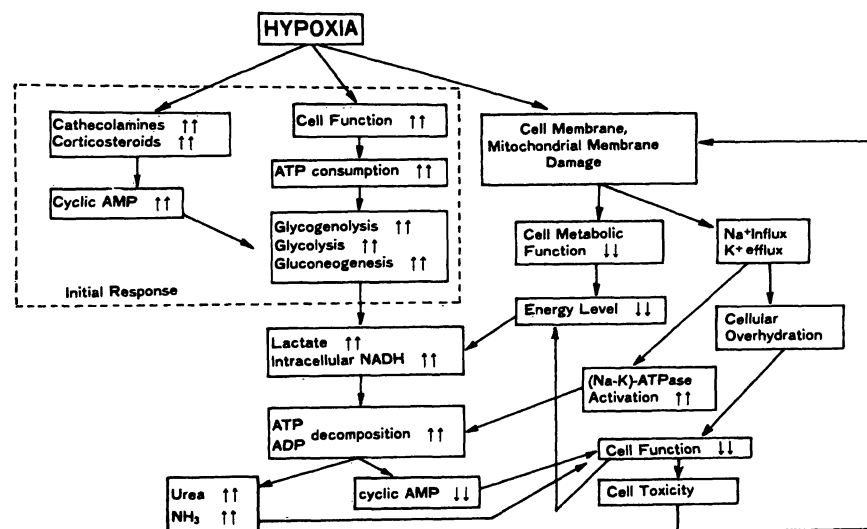 HYPOXIA
Cathecolamines ↑↑
Corticosteroids ↑↑
Cyclic AMP ↑↑
Cell Function ↑↑
ATP consumption ↑↑
Glycogenolysis ↑↑
Glycolysis ↑↑
Gluconeogenesis ↑↑
Initial Response
Cell Membrane,
Mitochondrial Membrane
Damage
Cell Metabolic
Function ↓↓
Na⁺Influx
K⁺efflux
Energy Level ↓↓
Cellular
Overhydration
Lactate ↑↑
Intracellular NADH ↑↑
(Na-K)-ATPase
Activation ↑↑
ATP
ADP decomposition ↑↑
Cell Function ↓↓
Urea ↑↑
NH₃ ↑↑
cyclic AMP ↓↓
Cell Toxicity